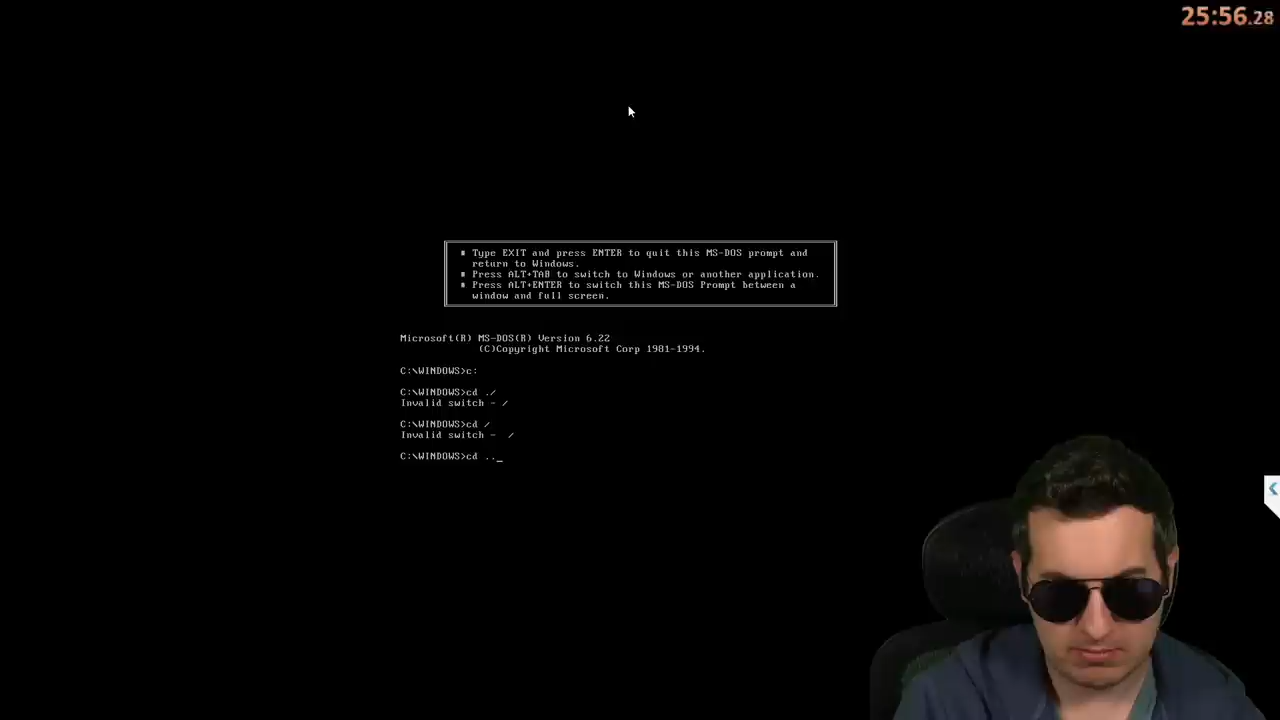 25:56.28
Type EXIT and press ENTER to quit this MS-DOS prompt and
return to Windows.
Press ALT+TAB to switch to Windows or another application.
Press ALT+ENTER to switch this MS-DOS Prompt between a
window and full screen.
Microsoft(R) MS-DOS(R) Version 6.22
(C)Copyright Microsoft Corp 1981-1994.
C:\WINDOWS>c:
C:\WINDOWS>cd ./
Invalid switch - /
C:\WINDOWS>cd /
Invalid switch -  /
C:\WINDOWS>cd .._